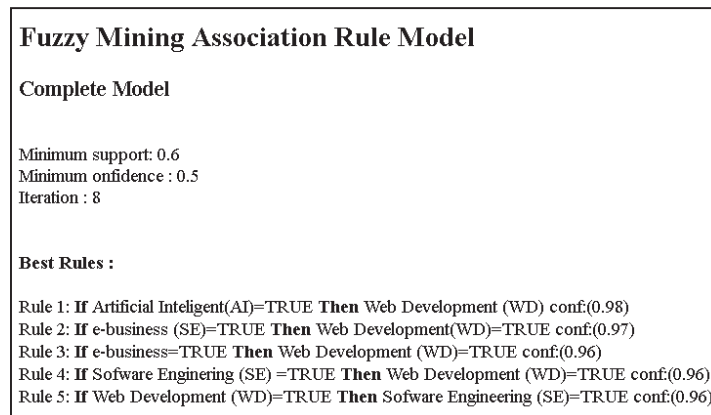 Fuzzy Mining Association Rule Model
Complete Model
Minimum support: 0.6
Minimum onfidence : 0.5
Iteration : 8
Best Rules :
Rule 1: If Artificial Inteligent(AI)=TRUE Then Web Development (WD) conf:(0.98)
Rule 2: If e-business (SE)=TRUE Then Web Development(WD)=TRUE conf:(0.97)
Rule 3: If e-business=TRUE Then Web Development (WD)=TRUE conf:(0.96)
Rule 4: If Sofware Enginering (SE) =TRUE Then Web Development (WD)=TRUE conf:(0.96)
Rule 5: If Web Development (WD)=TRUE Then Sofware Engineering (SE)=TRUE conf:(0.96)